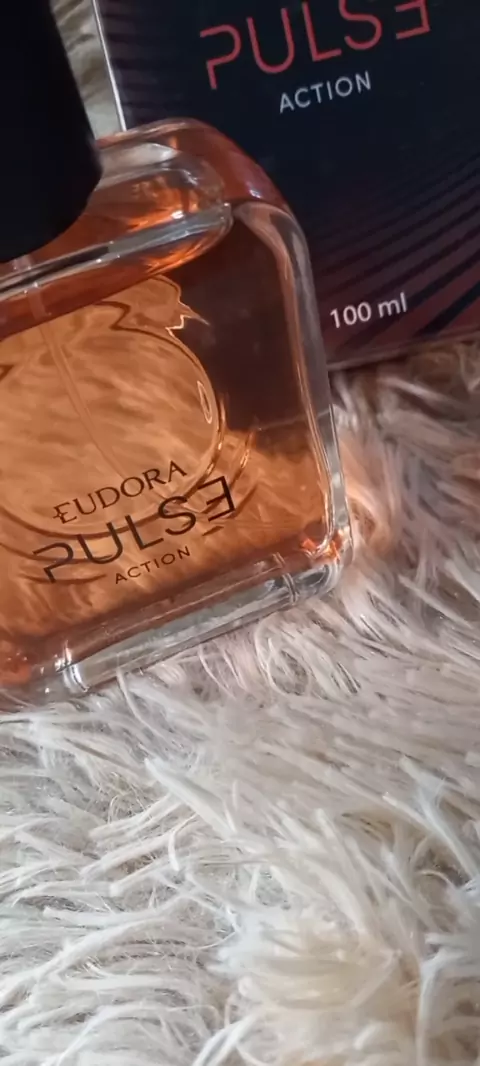 PULSE
ACTION
100 ml
EUDORA
PULSE
ACTION